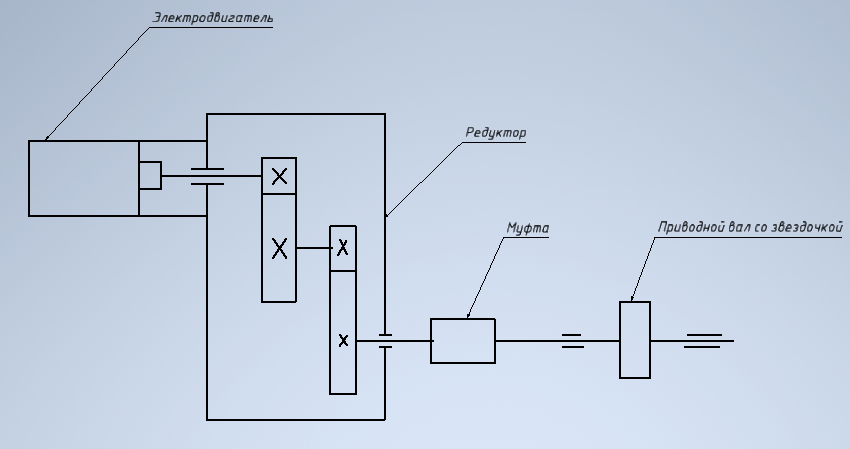 Электродвигатель
Редуктор
Муфта
Приводной вал со звездочкой